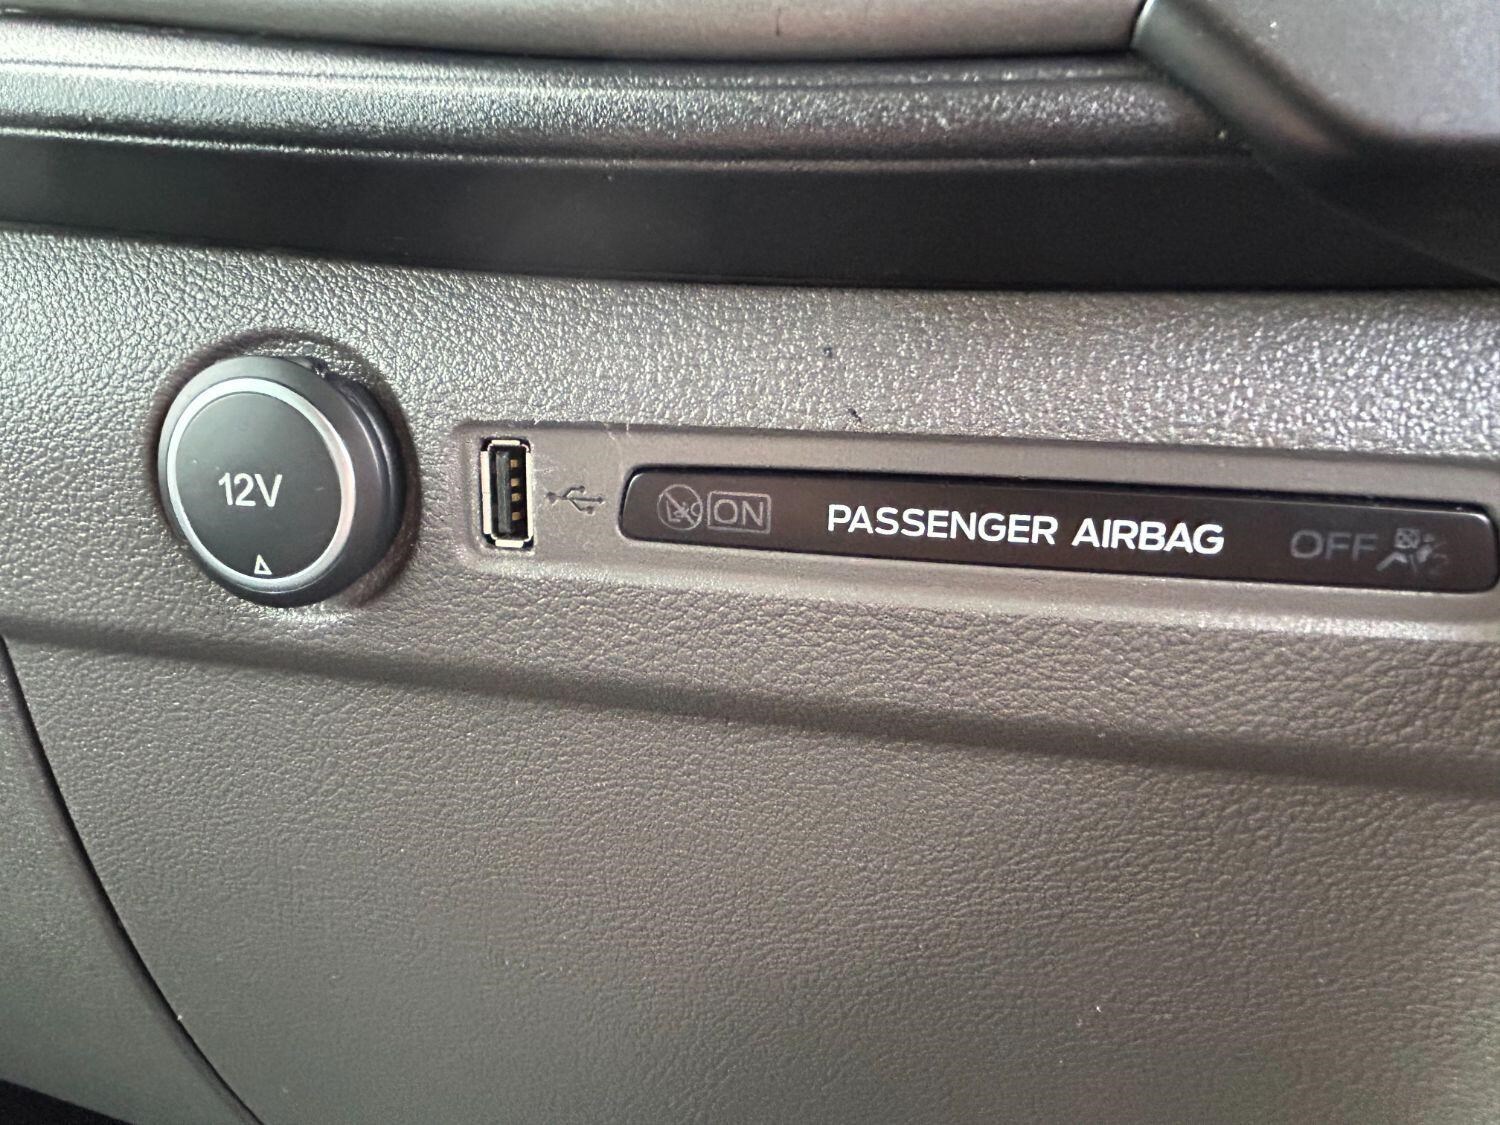 12V
ON PASSENGER AIRBAG OFF